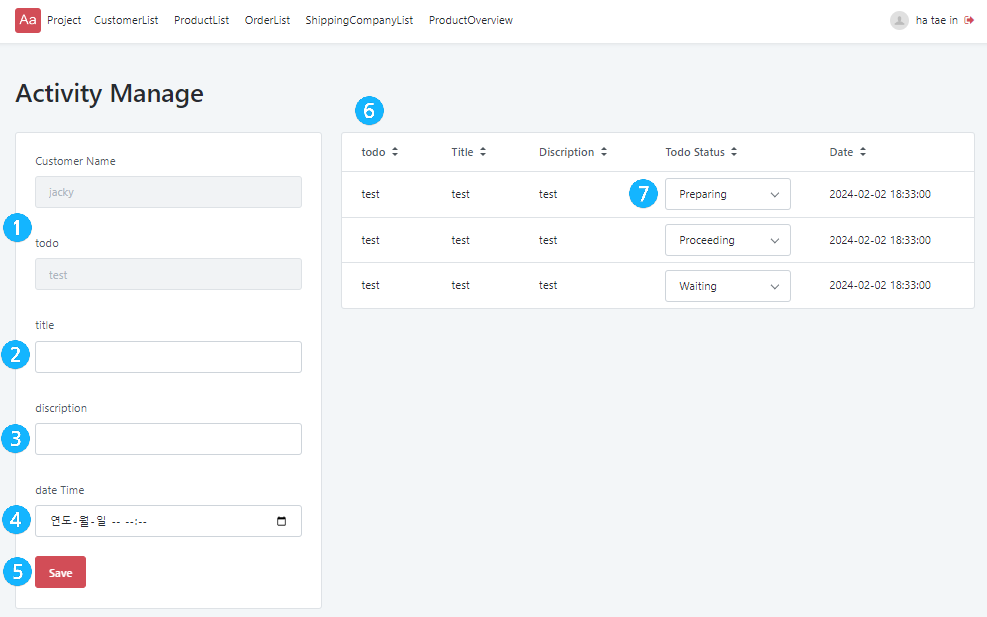 Aa Project CustomerList ProductList OrderList ShippingCompanyList ProductOverview ha tae in
Activity Manage
6
Customer Name
jacky
1
todo
test
title
2
discription
3
date Time
4 연도-월-일 -- --:--
5 Save
todo Title Discription Todo Status Date
test test test 7 Preparing 2024-02-02 18:33:00
test test test Proceeding 2024-02-02 18:33:00
test test test Waiting 2024-02-02 18:33:00